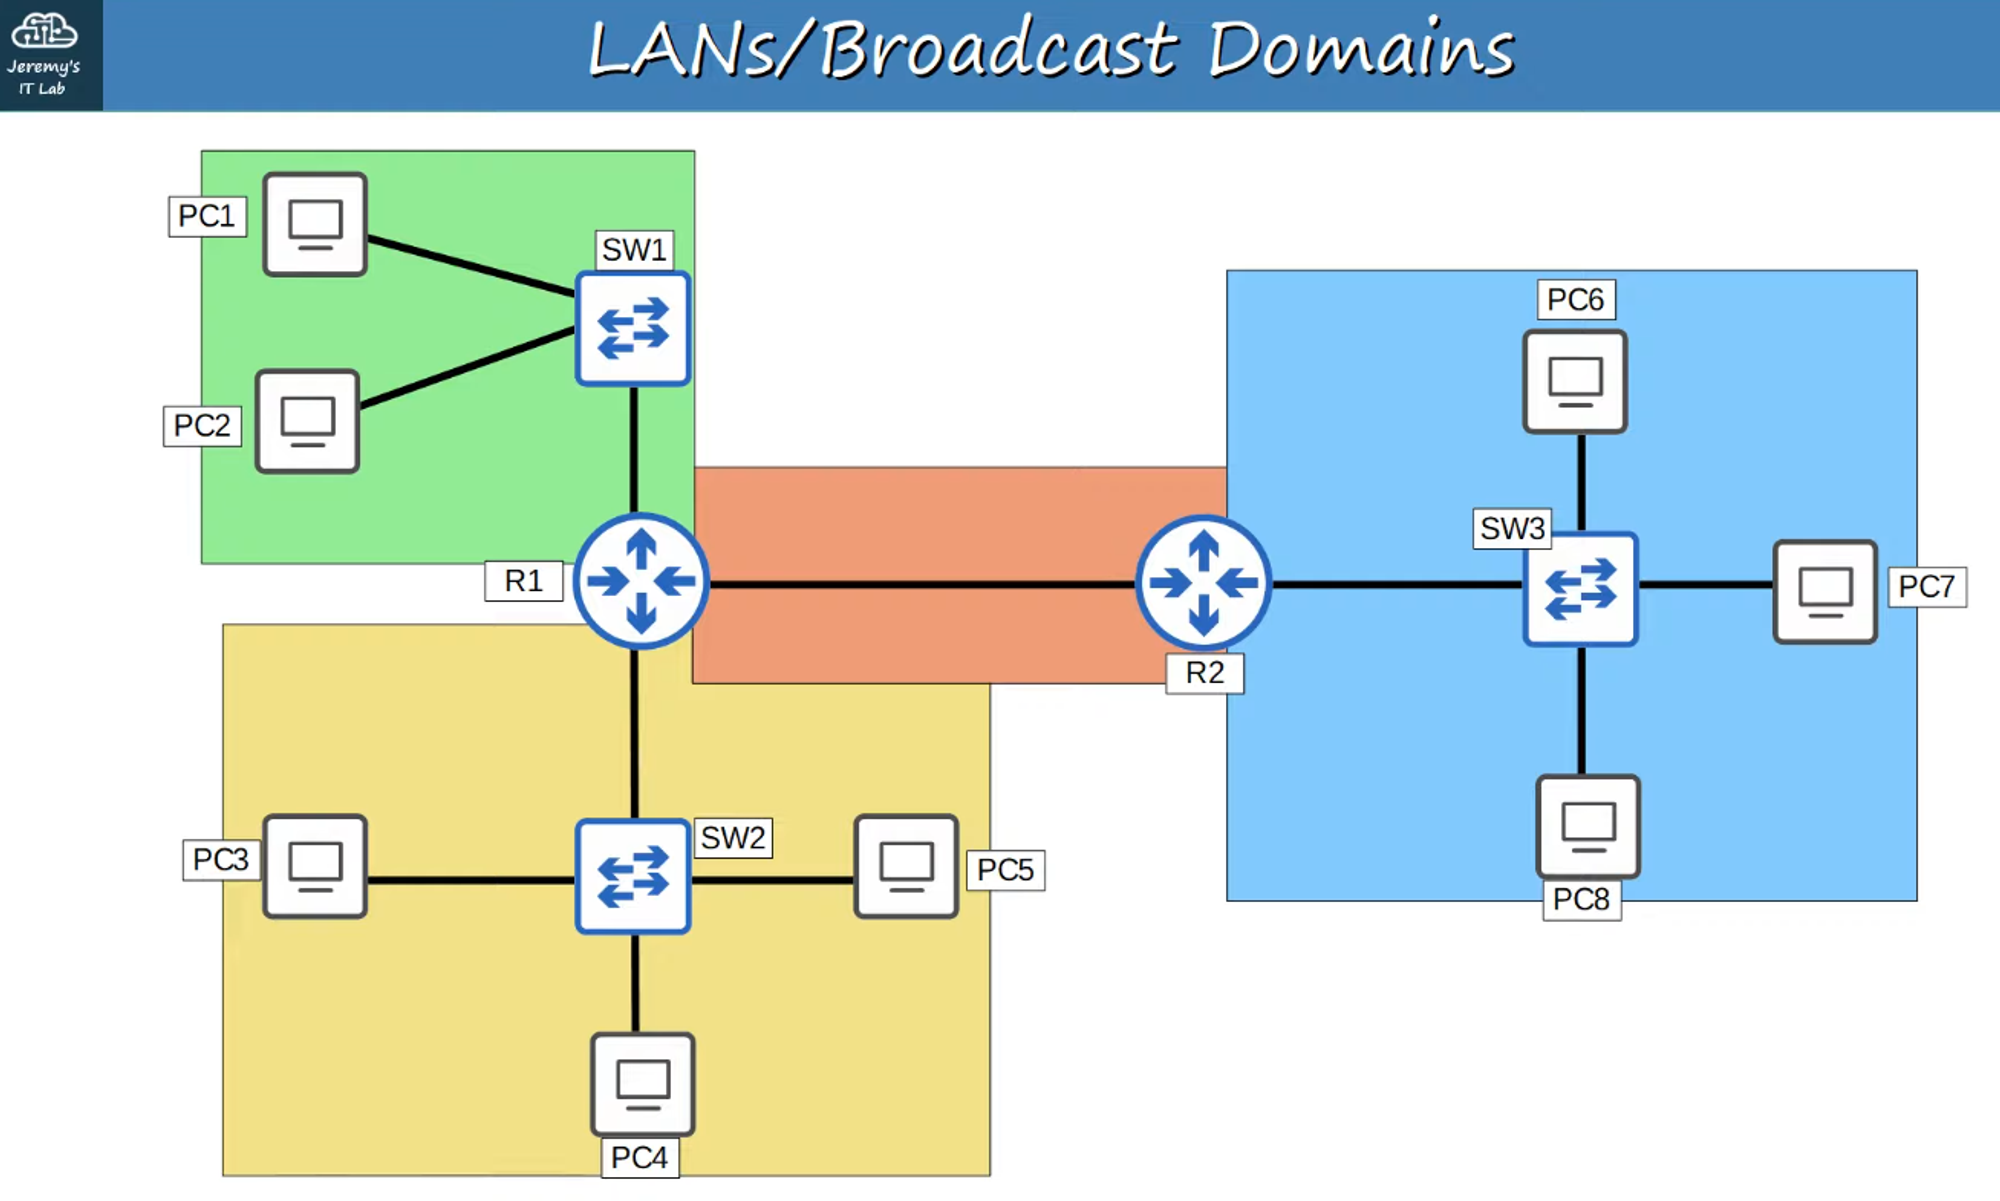 Jeremy's
IT Lab
LANs/Broadcast Domains
PC1
SW1
PC2
PC6
SW3
R1
PC7
R2
SW2
PC3
PC5
PC8
PC4